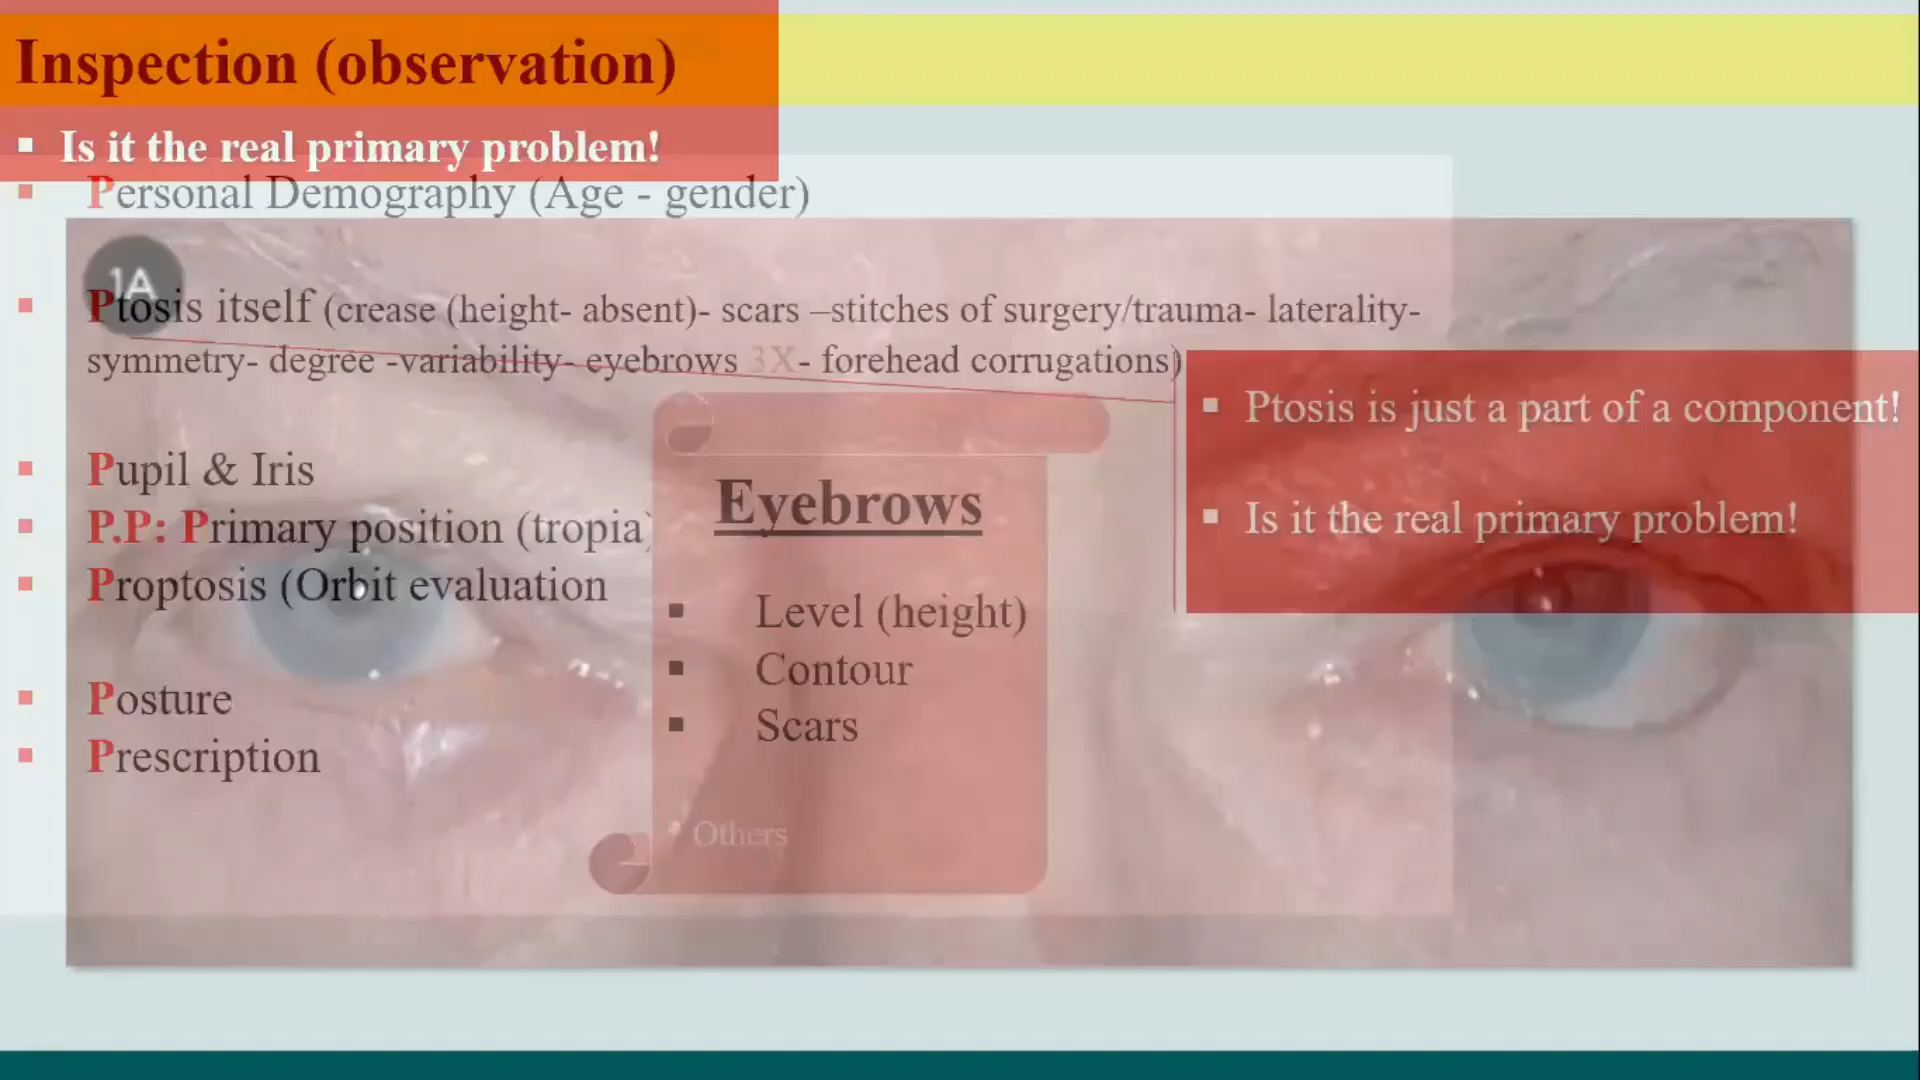 Inspection (observation)
▪ Is it the real primary problem!
▪ Personal Demography (Age - gender)
1A
▪ Ptosis itself (crease (height- absent)- scars –stitches of surgery/trauma- laterality-
symmetry- degree -variability- eyebrows 3X- forehead corrugations)
▪ Ptosis is just a part of a component!
▪ Is it the real primary problem!
▪ Pupil & Iris
▪ P.P: Primary position (tropia)
▪ Proptosis (Orbit evaluation
▪ Posture
▪ Prescription
Eyebrows
▪ Level (height)
▪ Contour
▪ Scars
• Others